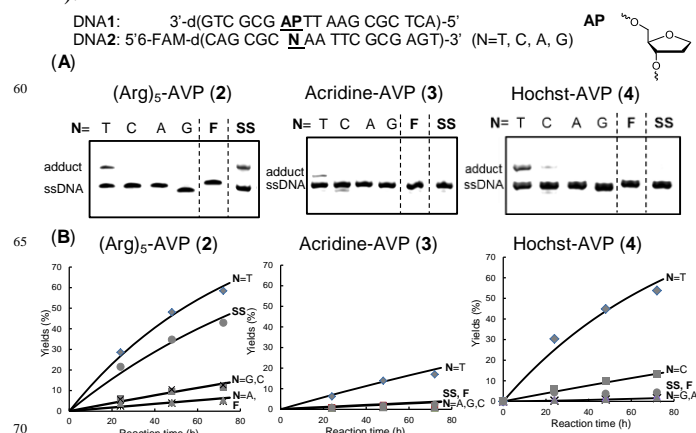 DNA1: 3'-d(GTC GCG APTT AAG CGC TCA)-5'
DNA2: 5'6-FAM-d(CAG CGC N AA TTC GCG AGT)-3' (N=T, C, A, G)
AP
O
O
O
(A)
60
(Arg)5-AVP (2) Acridine-AVP (3) Hochst-AVP (4)
N= T C A G F SS N= T C A G F SS N= T C A G F SS
adduct adduct adduct
ssDNA ssDNA ssDNA
65
(B) (Arg)5-AVP (2) Acridine-AVP (3) Hochst-AVP (4)
Yields (%)
70
60
50
40
30
20
10
0
0 20 40 60 80
N=T
SS
N=G,C
N=A,
F
Reaction time (h)
Yields (%)
70
60
50
40
30
20
10
0
0 20 40 60 80
N=T
SS, F
N=A,G,C
Reaction time (h)
Yields (%)
70
60
50
40
30
20
10
0
0 20 40 60 80
N=T
N=C
SS, F
N=G,A
Reaction time (h)
70